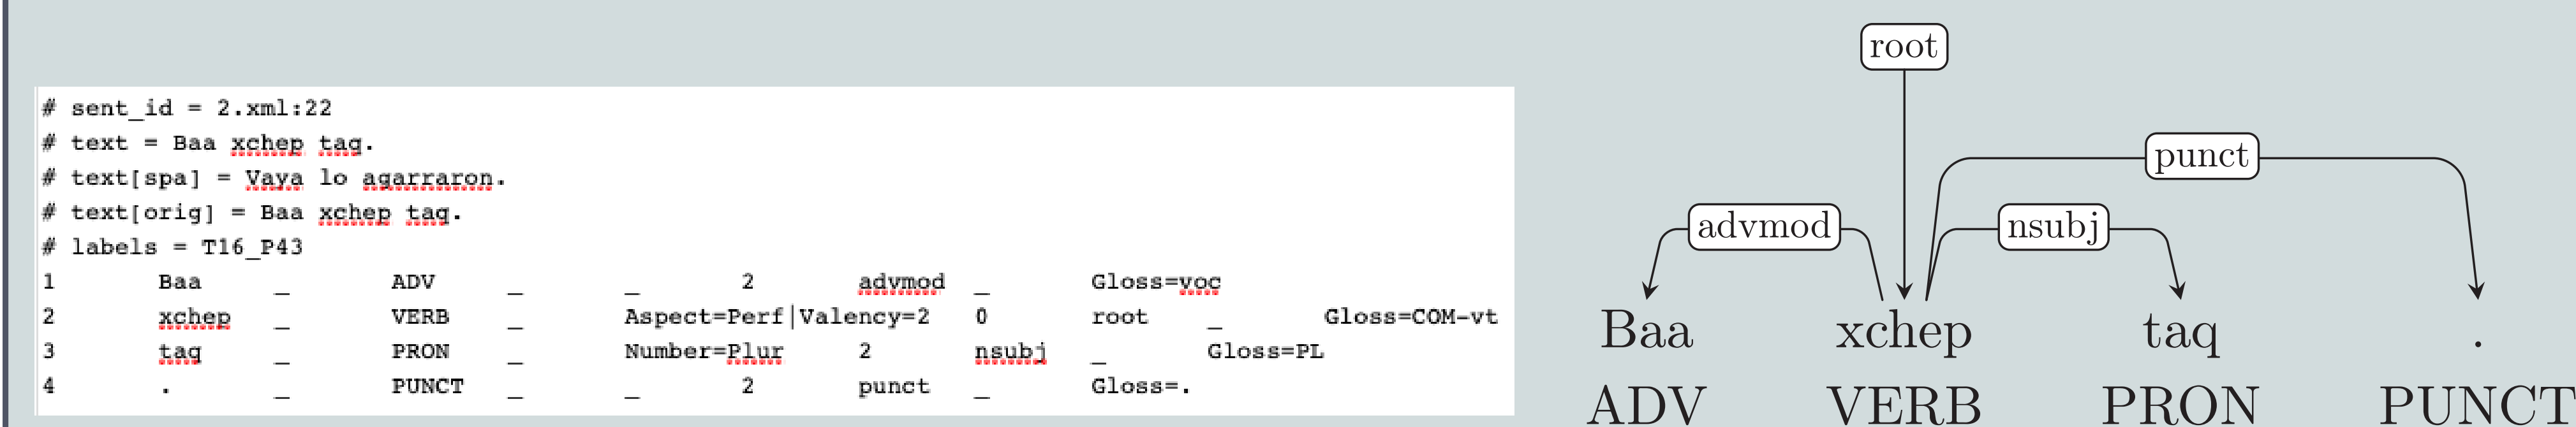 # sent_id = 2.xml:22
# text = Baa xchep taq.
# text[spa] = Vaya lo agarraron.
# text[orig] = Baa xchep taq.
# labels = T16_P43
1 Baa _ ADV _ _ 2 advmod _ Gloss=voc
2 xchep _ VERB _ Aspect=Perf|Valency=2 0 root _ Gloss=COM-vt
3 taq _ PRON _ Number=Plur 2 nsubj _ Gloss=PL
4 . _ PUNCT _ _ 2 punct _ Gloss=.
root
punct
advmod nsubj
Baa xchep taq .
ADV VERB PRON PUNCT